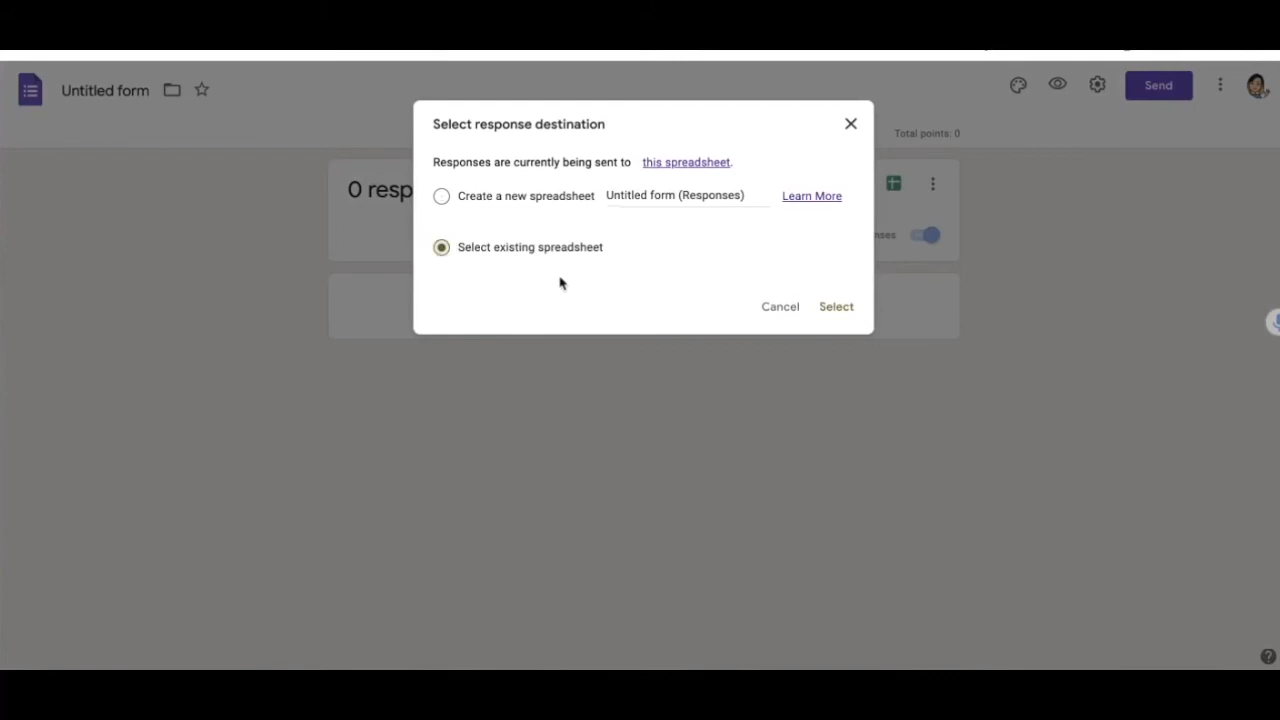 Untitled form
Send
Select response destination
Total points: 0
Responses are currently being sent to this spreadsheet.
0 resp
Create a new spreadsheet Untitled form (Responses) Learn More
nses
Select existing spreadsheet
Cancel Select